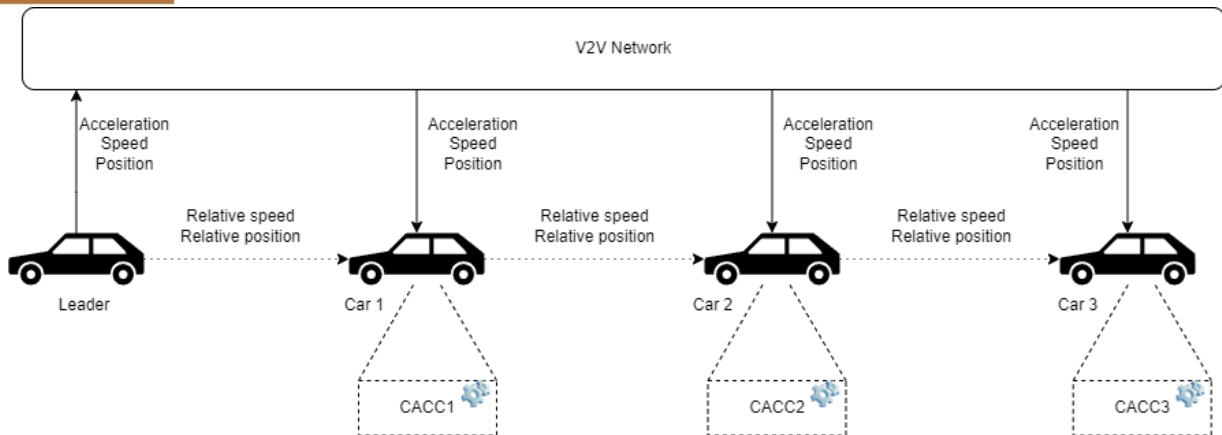 V2V Network
Acceleration
Speed
Position
Acceleration
Speed
Position
Acceleration
Speed
Position
Acceleration
Speed
Position
Relative speed
Relative position
Relative speed
Relative position
Relative speed
Relative position
Leader
Car 1
Car 2
Car 3
CACC1
CACC2
CACC3